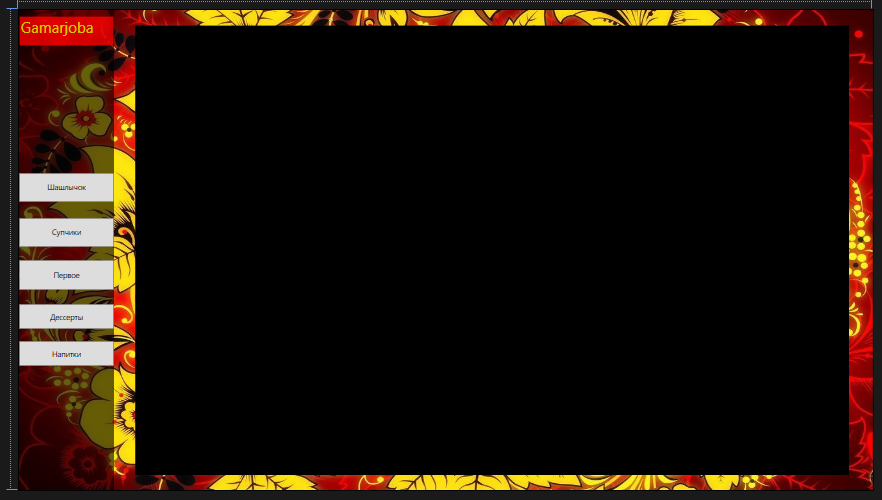 Gamarjoba
Шашлычок
Супчики
Первое
Дессерты
Напитки